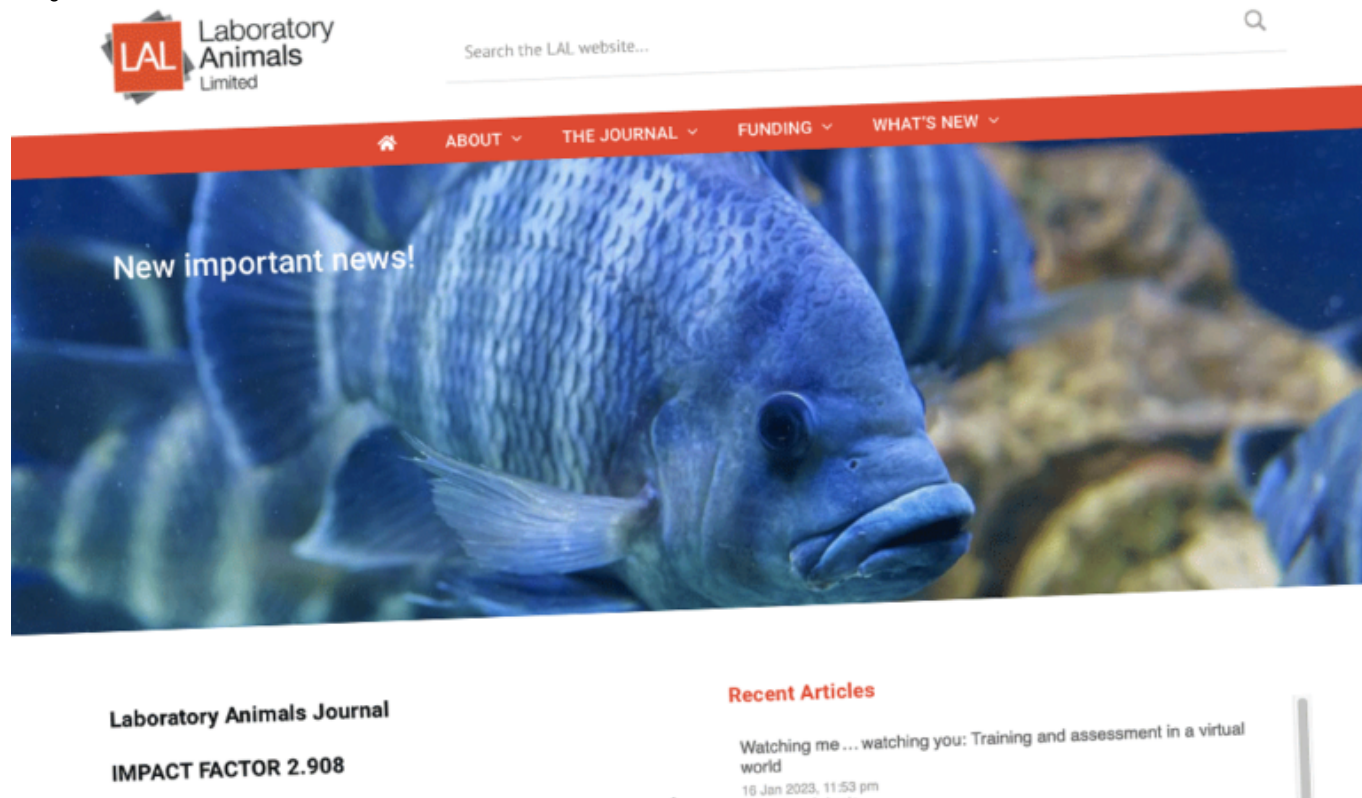 LAL
Laboratory
Animals
Limited
Search the LAL website...
ABOUT
THE JOURNAL
FUNDING
WHAT'S NEW
New important news!
Laboratory Animals Journal
IMPACT FACTOR 2.908
Recent Articles
Watching me... watching you: Training and assessment in a virtual
world
16 Jan 2023, 11:53 pm